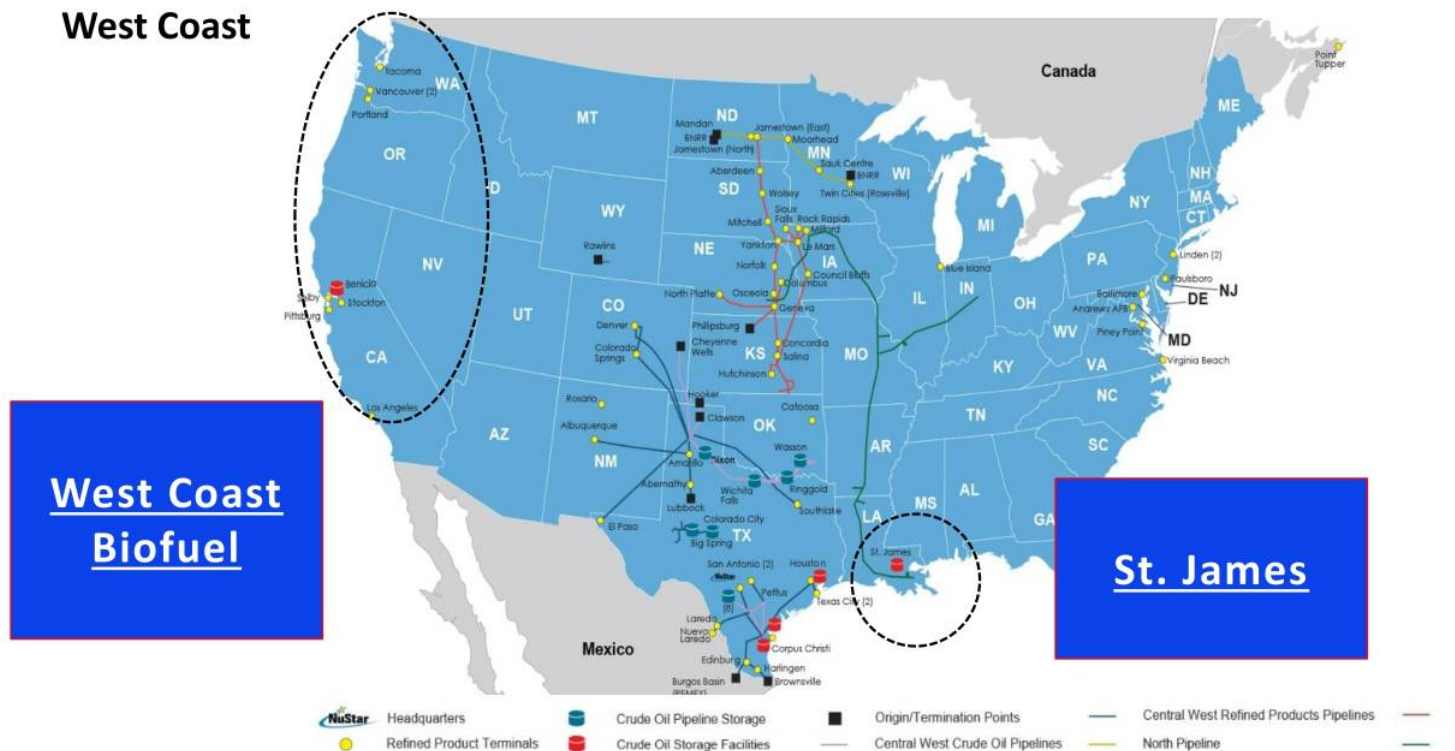 West Coast
Canada
Point
Tupper
Tacoma
Vancouver (2)
Portland
WA
MT
ND
Mandan
BNRR
Jamestown (North)
Jamestown (East)
Moorhead
MN
Sauk Centre
BNRR
Twin Cities (Roseville)
WI
ME
NH
MA
CT
NY
MI
OR
ID
WY
Rawlins
SD
Aberdeen
Wolsey
Mitchell
Sioux
Falls
Rock Rapids
Milford
Yankton
Le Mars
NE
IA
Norfolk
Council Bluffs
Columbus
Osceola
North Platte
Geneva
Blue Island
IL
IN
OH
PA
Linden (2)
Paulsboro
NJ
Baltimore
DE
Andrews AFB
Piney Point
MD
WV
VA
Virginia Beach
NV
Benicia
Selby
Stockton
Pittsburg
CA
UT
CO
Denver
Colorado
Springs
Phillipsburg
Cheyenne
Wells
KS
Concordia
Salina
Hutchinson
MO
KY
Los Angeles
AZ
Rosario
Albuquerque
NM
Hooker
Clawson
OK
Catoosa
Wasson
Amarillo
Dixon
Abernathy
Lubbock
Wichita
Falls
Ringgold
Southlake
AR
TN
NC
SC
MS
AL
GA
LA
El Paso
Colorado City
Big Spring
TX
St. James
San Antonio (2)
NuStar
Houston
Pettus
(8)
Texas City (2)
Laredo
Nuevo
Laredo
Corpus Christi
Edinburg
Harlingen
Burgos Basin
(PEMEX)
Brownsville
Mexico
West Coast
Biofuel
St. James
NuStar Headquarters
Crude Oil Pipeline Storage
Origin/Termination Points
Central West Refined Products Pipelines
Refined Product Terminals
Crude Oil Storage Facilities
Central West Crude Oil Pipelines
North Pipeline